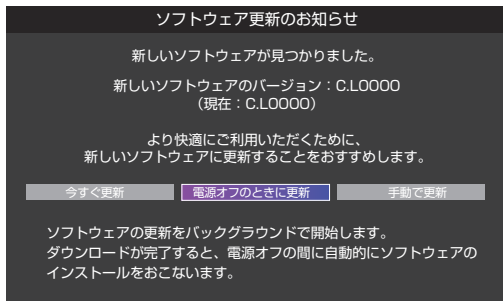 ソフトウェア更新のお知らせ
新しいソフトウェアが見つかりました。
新しいソフトウェアのバージョン：C.L0000
（現在：C.L0000）
より快適にご利用いただくために、
新しいソフトウェアに更新することをおすすめします。
今すぐ更新 電源オフのときに更新 手動で更新
ソフトウェアの更新をバックグラウンドで開始します。
ダウンロードが完了すると、電源オフの間に自動的にソフトウェアの
インストールをおこないます。